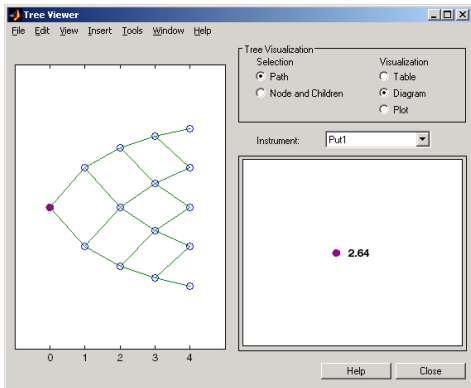 Tree Viewer
File Edit View Insert Tools Window Help
Tree Visualization
Selection
Path
Node and Children
Visualization
Table
Diagram
Plot
Instrument: Put1
2.64
0 1 2 3 4
Help Close